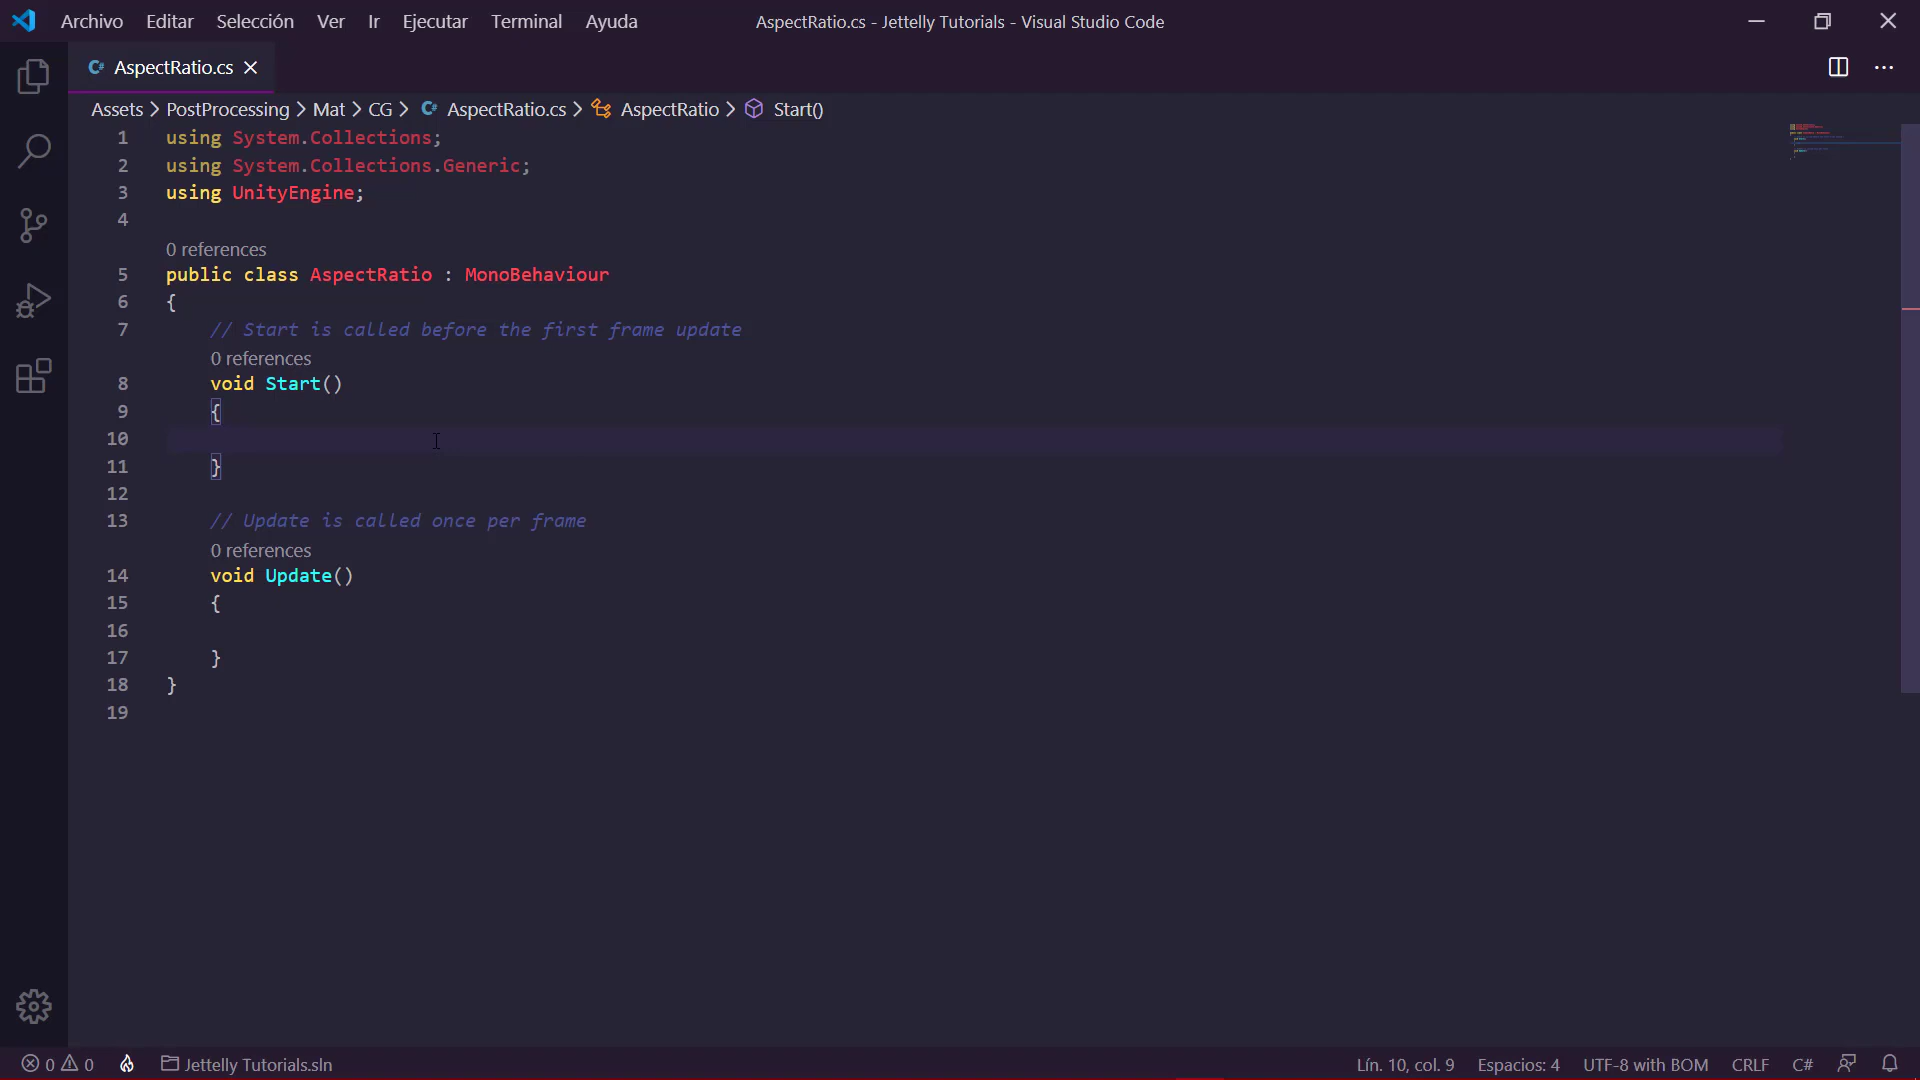 Archivo Editar Selección Ver Ir Ejecutar Terminal Ayuda AspectRatio.cs - Jettelly Tutorials - Visual Studio Code
AspectRatio.cs
Assets > PostProcessing > Mat > CG > AspectRatio.cs > AspectRatio > Start()
1 using System.Collections;
2 using System.Collections.Generic;
3 using UnityEngine;
4
0 references
5 public class AspectRatio : MonoBehaviour
6 {
7 // Start is called before the first frame update
0 references
8 void Start()
9 {
10
11 }
12
13 // Update is called once per frame
0 references
14 void Update()
15 {
16
17 }
18 }
19
0 0 Jettelly Tutorials.sln Lín. 10, col. 9 Espacios: 4 UTF-8 with BOM CRLF C#